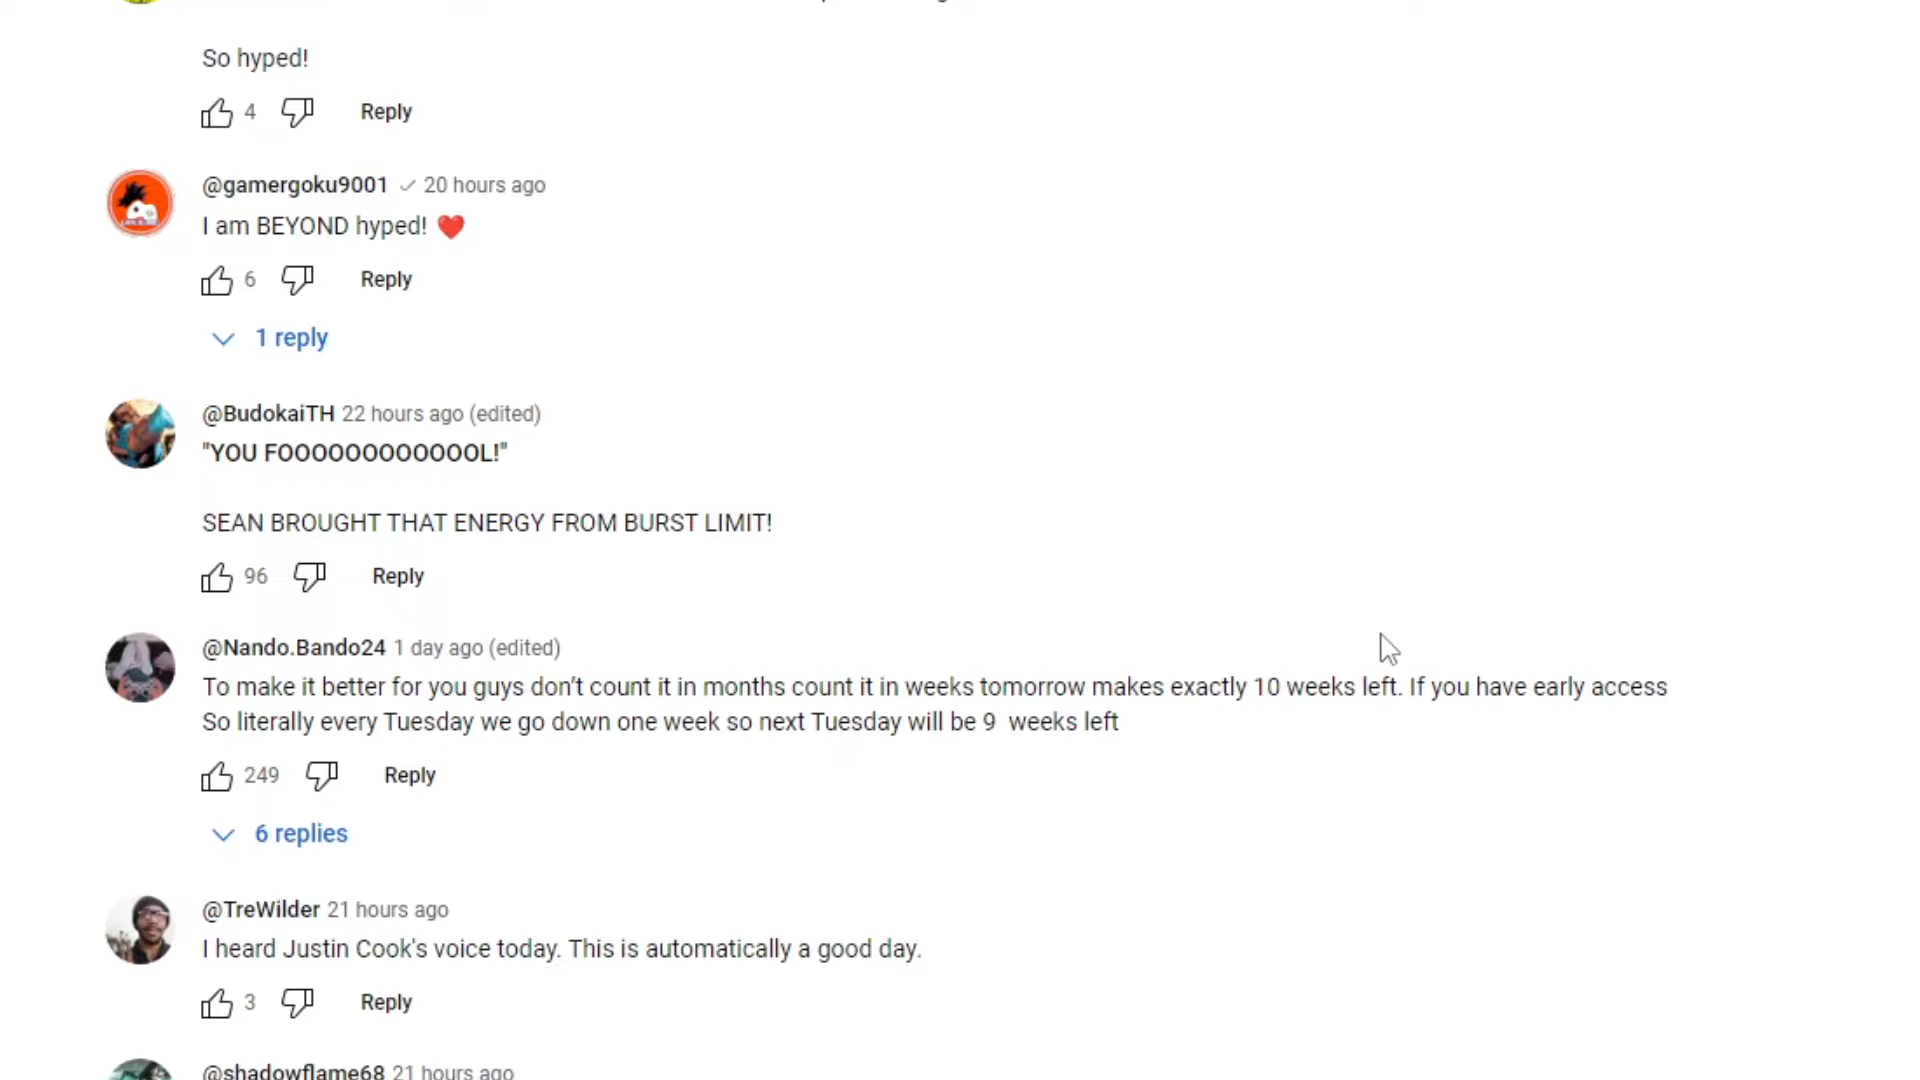 So hyped!
4 Reply
@gamergoku9001 20 hours ago
I am BEYOND hyped! ❤️
6 Reply
1 reply
@BudokaiTH 22 hours ago (edited)
"YOU FOOOOOOOOOOOOL!"
SEAN BROUGHT THAT ENERGY FROM BURST LIMIT!
96 Reply
@Nando.Bando24 1 day ago (edited)
To make it better for you guys don't count it in months count it in weeks tomorrow makes exactly 10 weeks left. If you have early access
So literally every Tuesday we go down one week so next Tuesday will be 9  weeks left
249 Reply
6 replies
@TreWilder 21 hours ago
I heard Justin Cook's voice today. This is automatically a good day.
3 Reply
@shadowflame68 21 hours ago